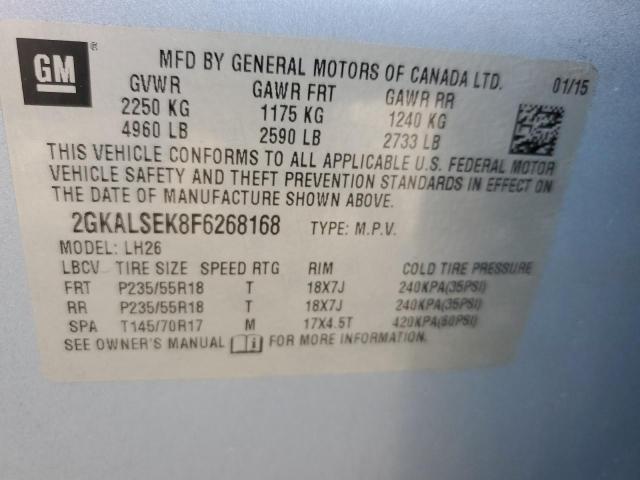 GM ®
MFD BY GENERAL MOTORS OF CANADA LTD. 01/15
GVWR GAWR FRT GAWR RR
2250 KG 1175 KG 1240 KG
4960 LB 2590 LB 2733 LB
THIS VEHICLE CONFORMS TO ALL APPLICABLE U.S. FEDERAL MOTOR
VEHICLE SAFETY AND THEFT PREVENTION STANDARDS IN EFFECT ON
THE DATE OF MANUFACTURE SHOWN ABOVE.
2GKALSEK8F6268168 TYPE: M.P.V.
MODEL: LH26
LBCV TIRE SIZE SPEED RTG RIM COLD TIRE PRESSURE
FRT P235/55R18 T 18X7J 240KPA(35PSI)
RR P235/55R18 T 18X7J 240KPA(35PSI)
SPA T145/70R17 M 17X4.5T 420KPA(60PSI)
SEE OWNER'S MANUAL FOR MORE INFORMATION.